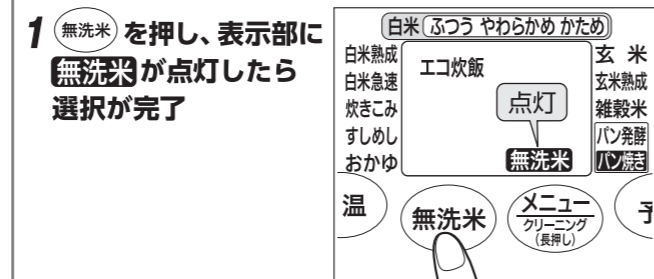 1 無洗米 を押し、表示部に
無洗米 が点灯したら
選択が完了
白米 ふつう やわらかめ かため
白米熟成
白米急速
炊きこみ
すしめし
おかゆ
エコ炊飯
点灯
無洗米
玄米
玄米熟成
雑穀米
パン発酵
パン焼き
温
無洗米
メニュー
クリーニング
(長押し)
予